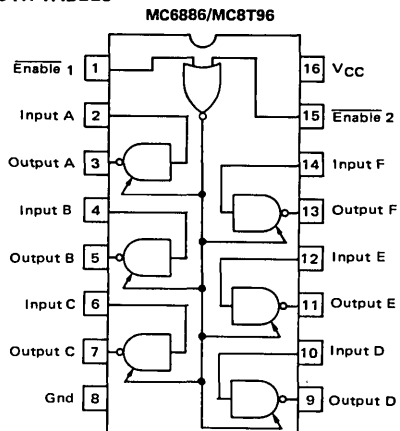 MC6886/MC8T96
Enable 1
1
16
VCC
Input A
2
15
Enable 2
Output A
3
14
Input F
Input B
4
13
Output F
Output B
5
12
Input E
Input C
6
11
Output E
Output C
7
10
Input D
Gnd
8
9
Output D